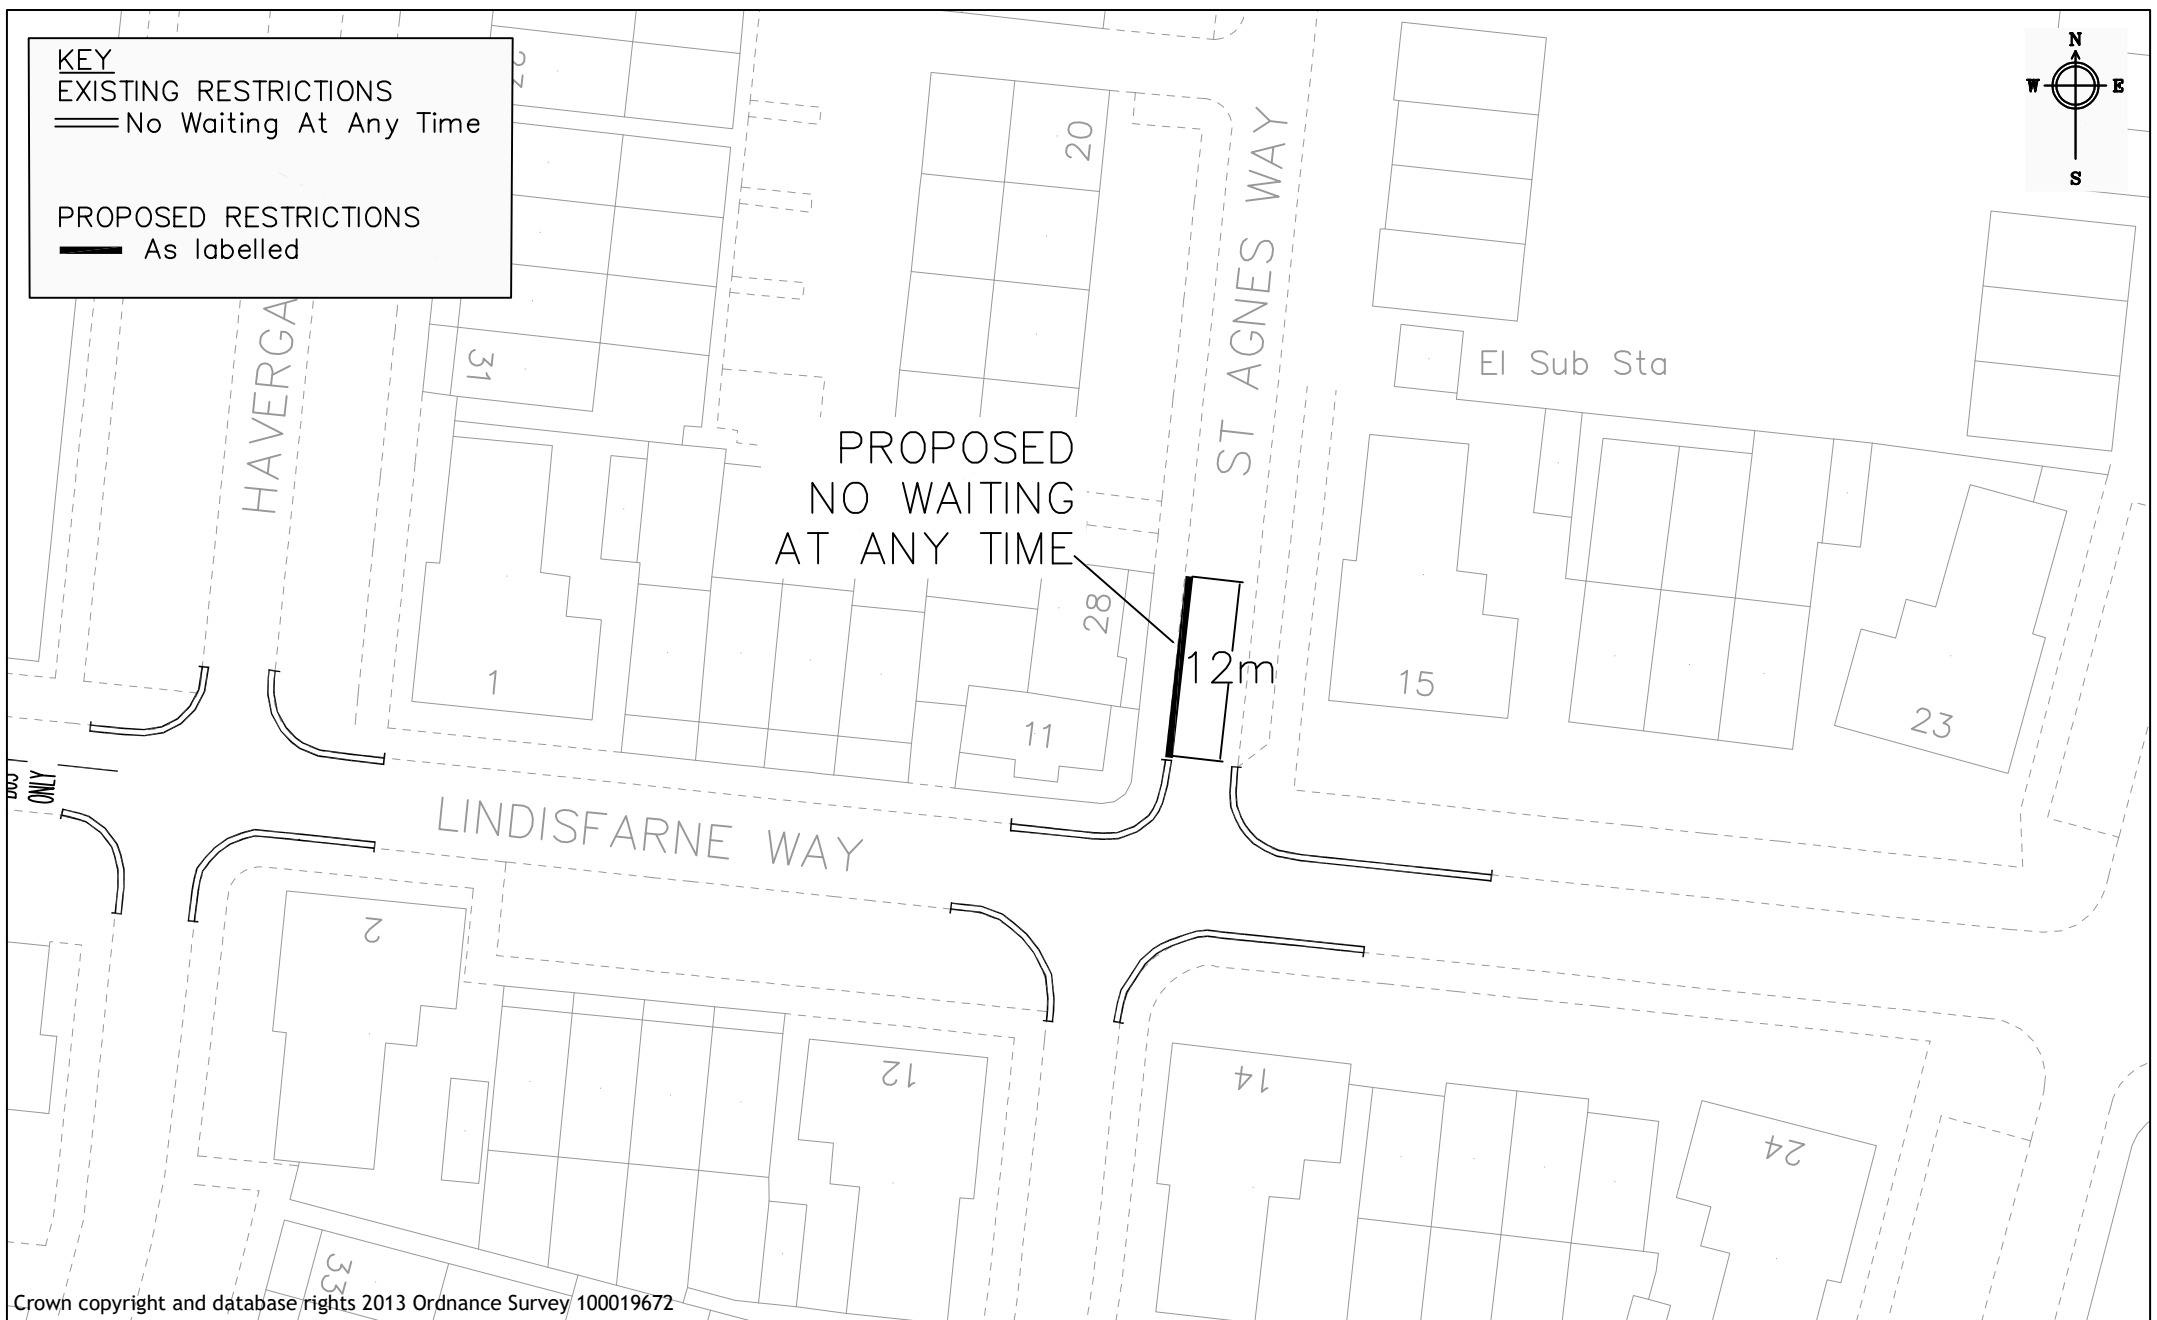 KEY
EXISTING RESTRICTIONS
No Waiting At Any Time
PROPOSED RESTRICTIONS
As labelled
N
W E
S
20
ST AGNES WAY
31
HAVERGA
El Sub Sta
PROPOSED
NO WAITING
AT ANY TIME
28
12m
1
11
15
23
ONLY
LINDISFARNE WAY
2
12
14
24
33
Crown copyright and database rights 2013 Ordnance Survey 100019672